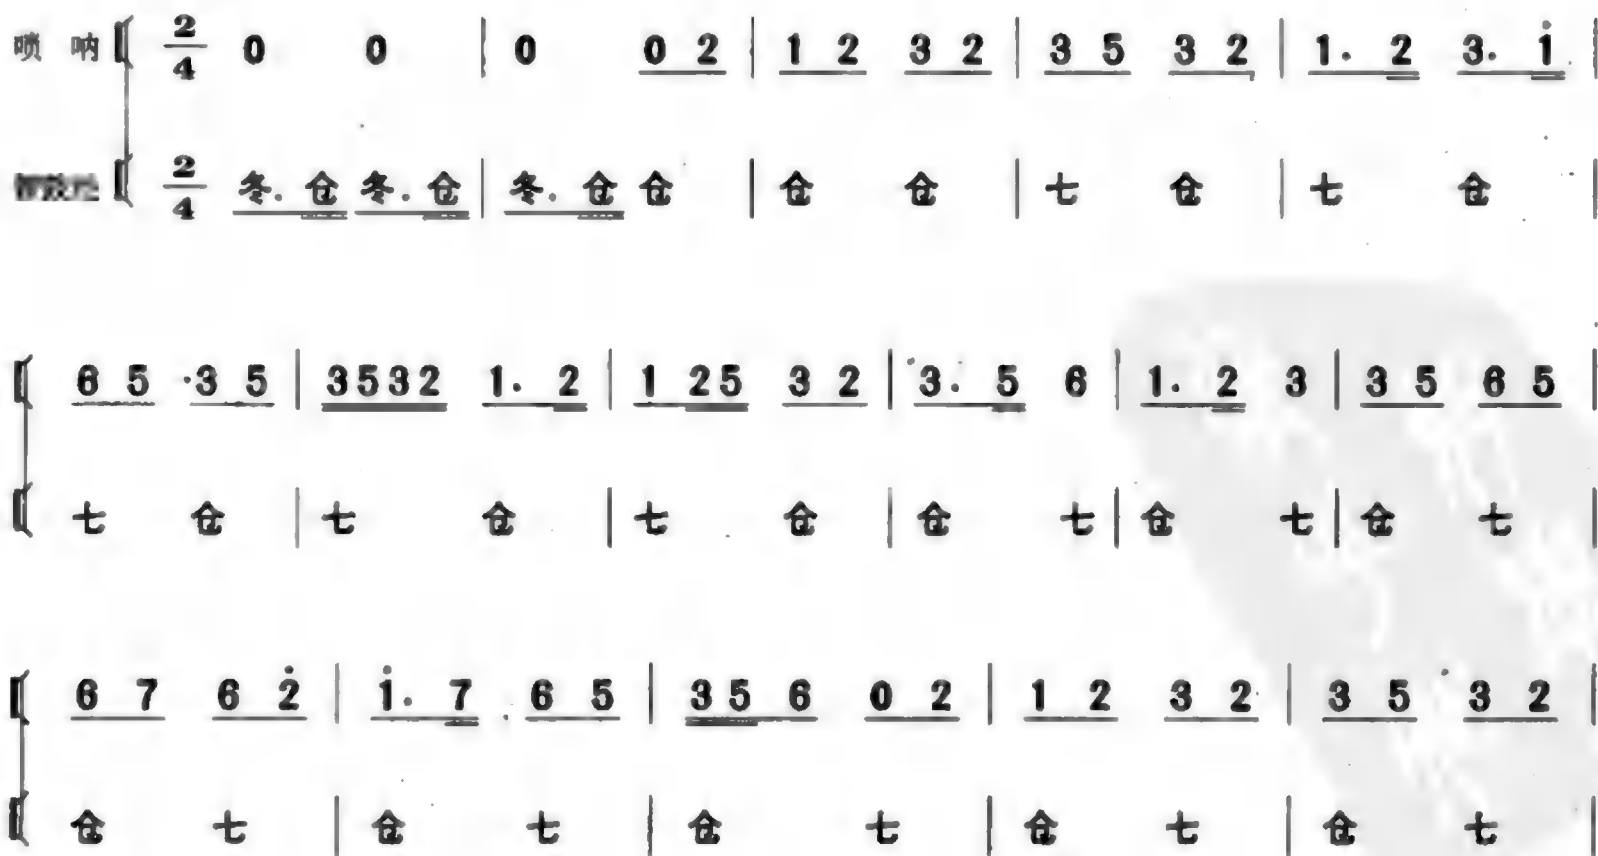 唢 呐 2/4 0 0 | 0 0 2 | 1 2 3 2 | 3 5 3 2 | 1. 2 3. i̇ |
2/4 冬. 仓 冬. 仓 | 冬. 仓 仓 | 仓 仓 | 七 仓 | 七 仓 |
6 5 3 5 | 3532 1. 2 | 1 25 3 2 | 3. 5 6 | 1. 2 3 | 3 5 6 5 |
七 仓 | 七 仓 | 七 仓 | 仓 七 | 仓 七 | 仓 七 |
6 7 6 2̇ | i̇. 7 6 5 | 35 6 0 2 | 1 2 3 2 | 3 5 3 2 |
仓 七 | 仓 七 | 仓 七 | 仓 七 | 仓 七 |